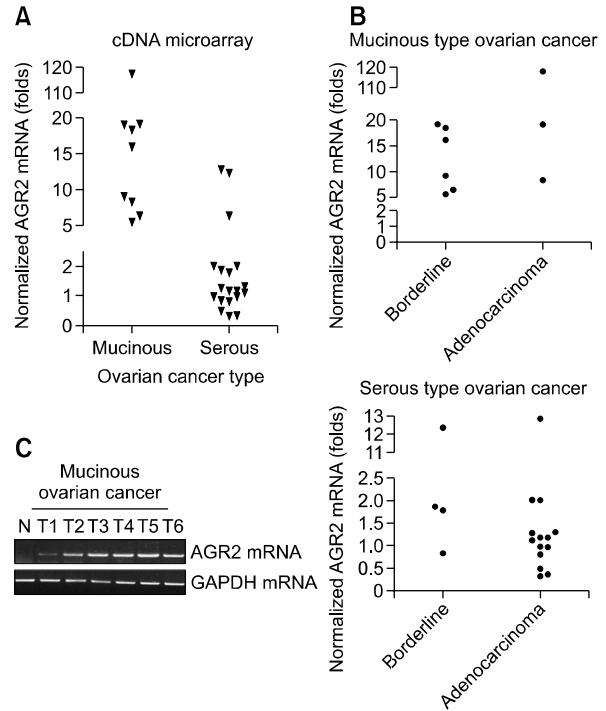 A
cDNA microarray
Normalized AGR2 mRNA (folds)
120
110
20
15
10
5
2
1
0
Mucinous Serous
Ovarian cancer type
B
Mucinous type ovarian cancer
Normalized AGR2 mRNA (folds)
120
110
20
15
10
5
2
1
0
Borderline
Adenocarcinoma
Serous type ovarian cancer
Normalized AGR2 mRNA (folds)
13
12
11
2.5
2.0
1.5
1.0
0.5
0
Borderline
Adenocarcinoma
C
Mucinous
ovarian cancer
N T1 T2 T3 T4 T5 T6
AGR2 mRNA
GAPDH mRNA